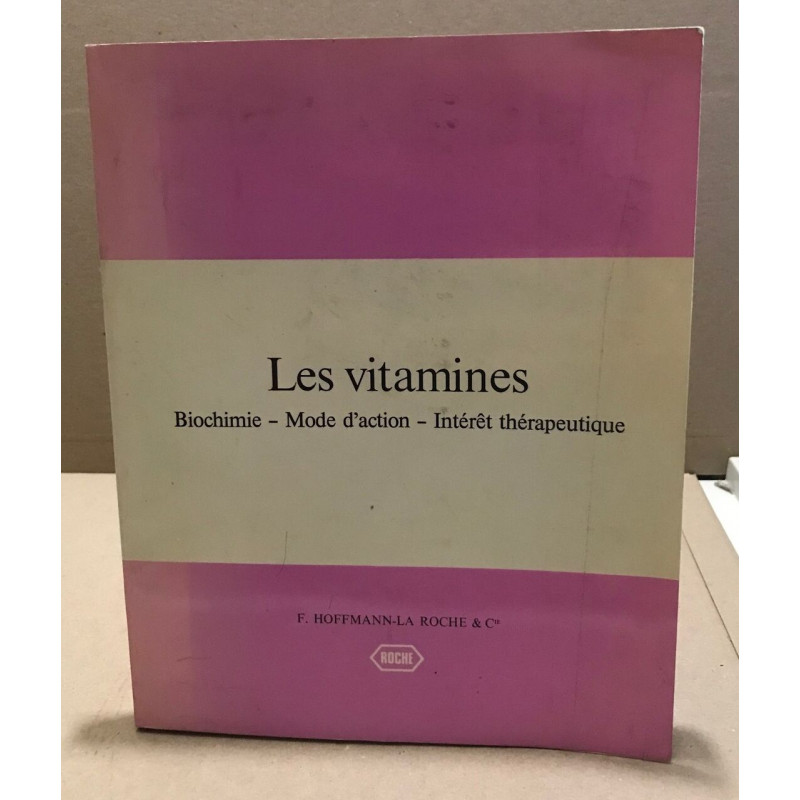 Les vitamines
Biochimie – Mode d'action – Intérêt thérapeutique
F. HOFFMANN-LA ROCHE & Cie
ROCHE